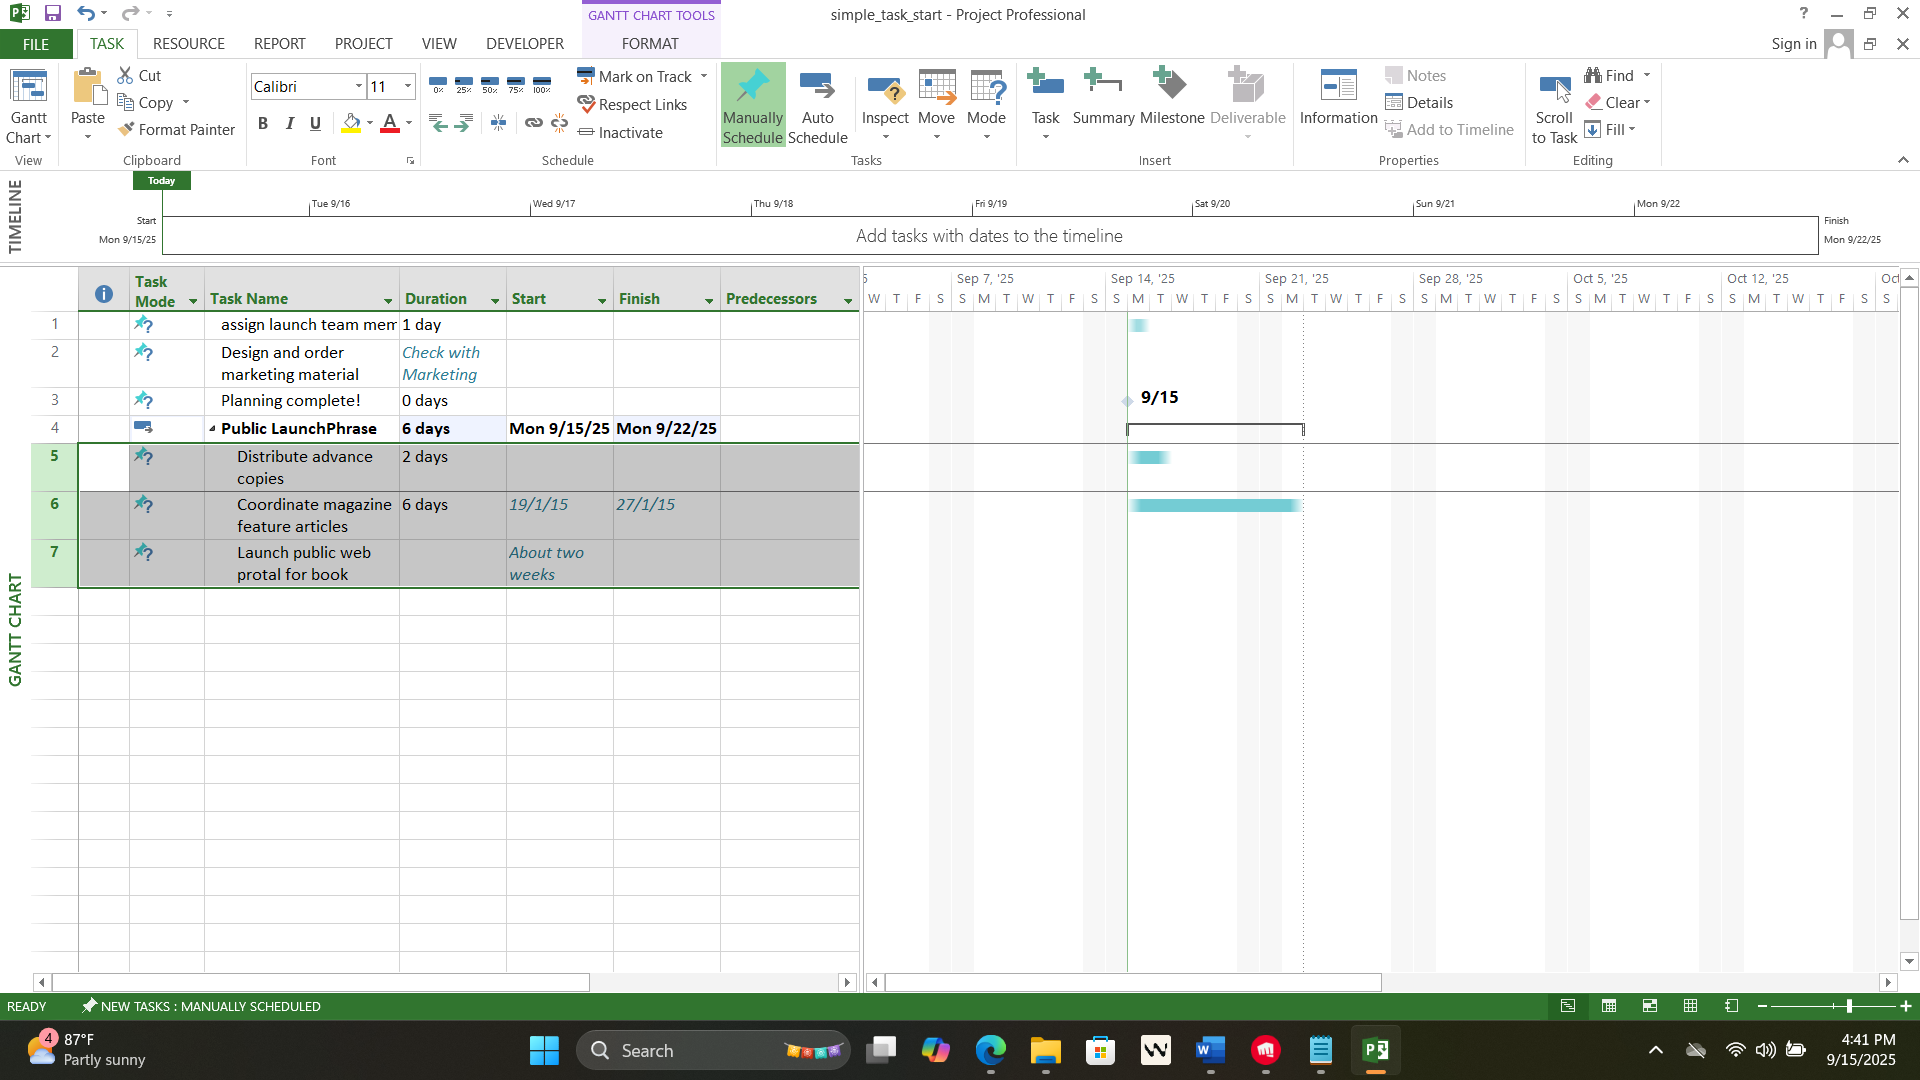 GANTT CHART TOOLS
simple_task_start - Project Professional
?
FILE
TASK
RESOURCE
REPORT
PROJECT
VIEW
DEVELOPER
FORMAT
Sign in
Gantt
Chart
View
Paste
Cut
Copy
Format Painter
Clipboard
Calibri
11
B I U A
Font
0% 25% 50% 75% 100%
Mark on Track
Respect Links
Inactivate
Schedule
Manually
Schedule
Auto
Schedule
Inspect
Move
Mode
Tasks
Task
Summary
Milestone
Deliverable
Insert
Information
Notes
Details
Add to Timeline
Properties
Scroll
to Task
Find
Clear
Fill
Editing
TIMELINE
Today
Start
Mon 9/15/25
Tue 9/16
Wed 9/17
Thu 9/18
Fri 9/19
Sat 9/20
Sun 9/21
Mon 9/22
Add tasks with dates to the timeline
Finish
Mon 9/22/25
GANTT CHART
Task
Mode
Task Name
Duration
Start
Finish
Predecessors
1 assign launch team mem 1 day
2 Design and order
marketing material
Check with
Marketing
3 Planning complete! 0 days
4 Public LaunchPhrase 6 days Mon 9/15/25 Mon 9/22/25
5 Distribute advance
copies
2 days
6 Coordinate magazine
feature articles
6 days 19/1/15 27/1/15
7 Launch public web
protal for book
About two
weeks
5 Sep 7, '25 Sep 14, '25 Sep 21, '25 Sep 28, '25 Oct 5, '25 Oct 12, '25 Oct
W T F S S M T W T F S S M T W T F S S M T W T F S S M T W T F S S M T W T F S S M T W T F S S
9/15
READY
NEW TASKS : MANUALLY SCHEDULED
4
87°F
Partly sunny
Search
4:41 PM
9/15/2025